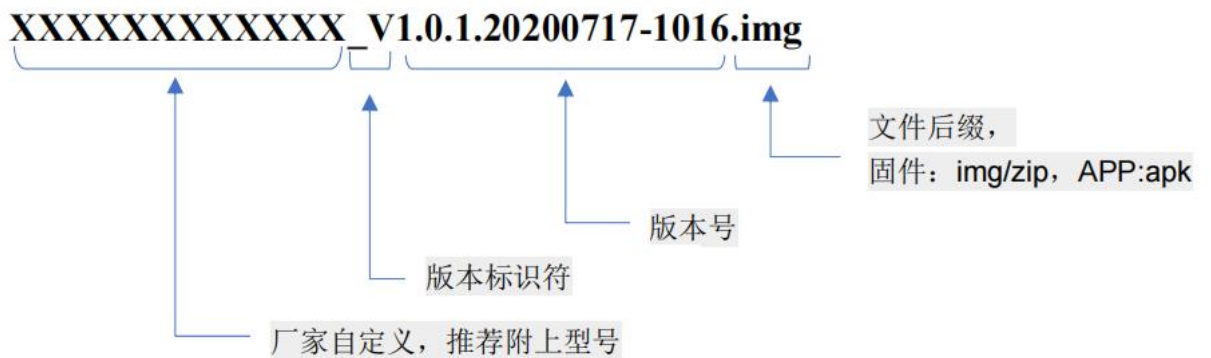 XXXXXXXXXXXX_V1.0.1.20200717-1016.img
文件后缀，
固件：img/zip，APP:apk
版本号
版本标识符
厂家自定义，推荐附上型号